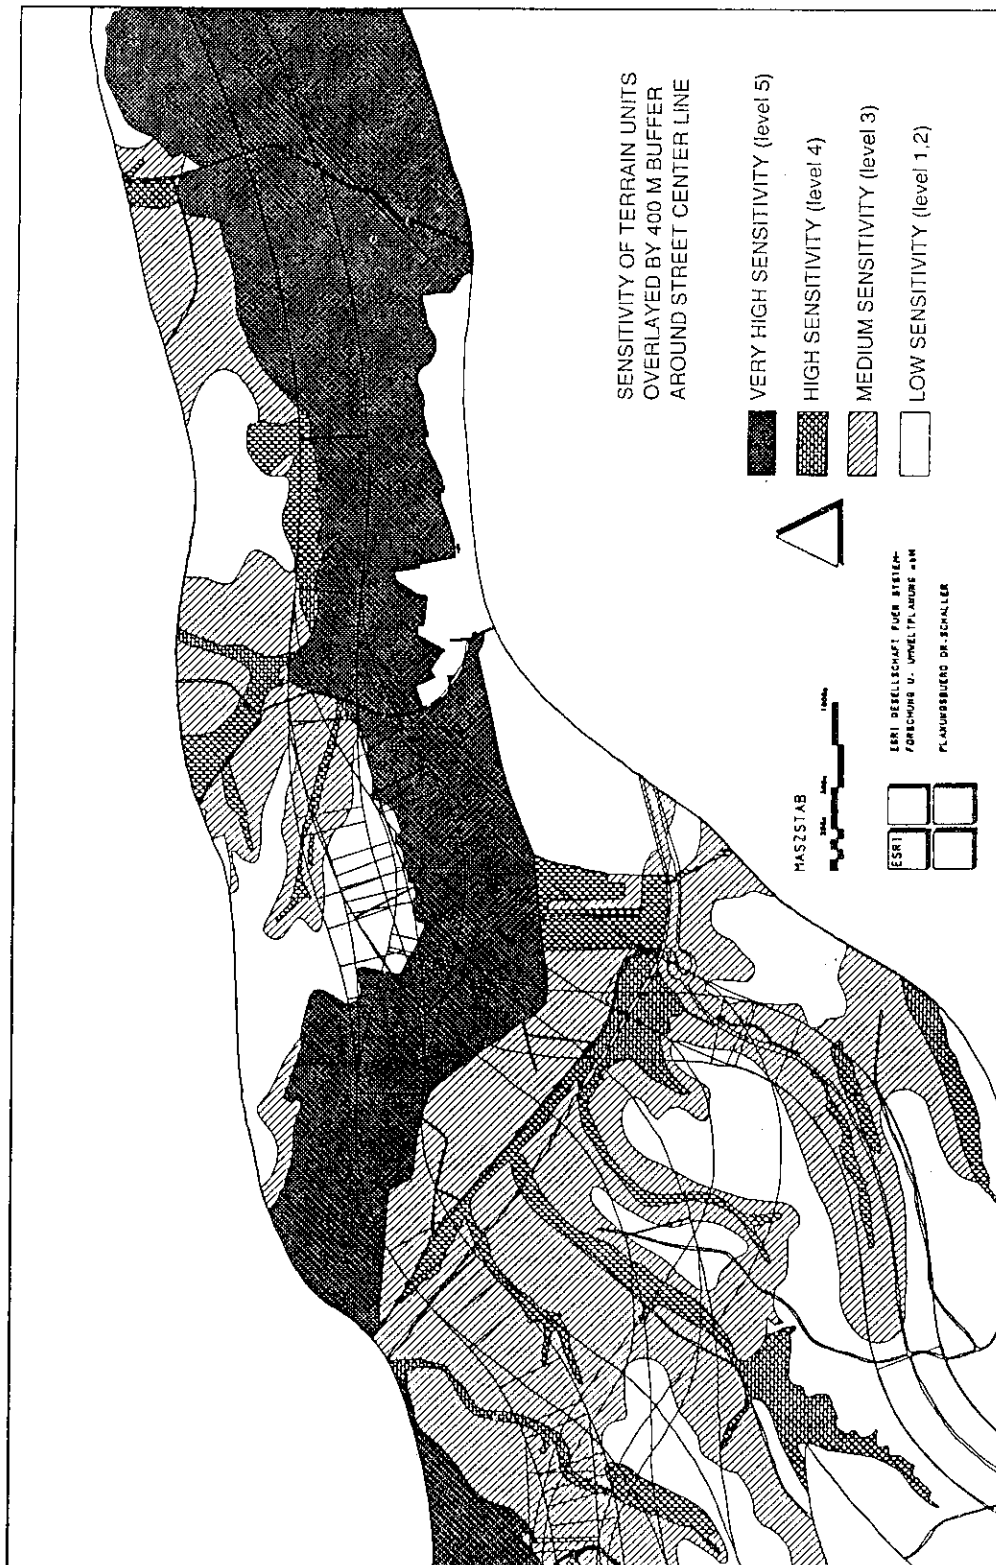 SENSITIVITY OF TERRAIN UNITS
OVERLAYED BY 400 M BUFFER
AROUND STREET CENTER LINE
VERY HIGH SENSITIVITY (level 5)
HIGH SENSITIVITY (level 4)
MEDIUM SENSITIVITY (level 3)
LOW SENSITIVITY (level 1,2)
MASZSTAB
1000m
ESRI
ESRI GESELLSCHAFT FUER SYSTEM-
FORSCHUNG U. UMWELTPLANUNG MBH
PLANUNGSBUERO DR. SCHALLER